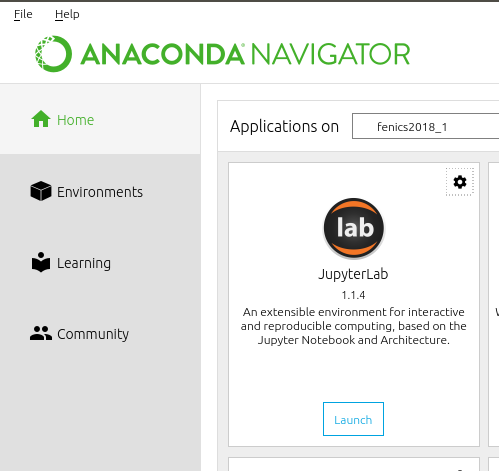 File Help
ANACONDA NAVIGATOR
Home
Environments
Learning
Community
Applications on fenics2018_1
lab
JupyterLab
1.1.4
An extensible environment for interactive
and reproducible computing, based on the
Jupyter Notebook and Architecture.
Launch